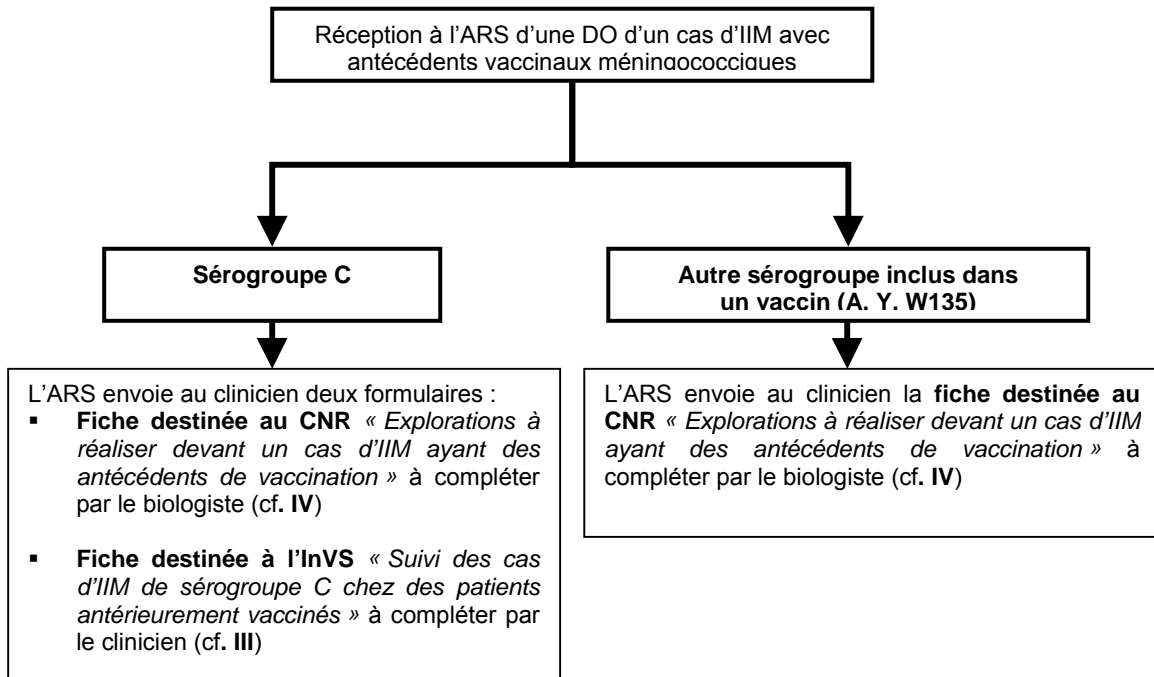 Réception à l’ARS d’une DO d’un cas d’IIM avec
antécédents vaccinaux méningococciques
Sérogroupe C
Autre sérogroupe inclus dans
un vaccin (A, Y, W135)
L’ARS envoie au clinicien deux formulaires :
▪ Fiche destinée au CNR « Explorations à
réaliser devant un cas d’IIM ayant des
antécédents de vaccination » à compléter
par le biologiste (cf. IV)
▪ Fiche destinée à l’InVS « Suivi des cas
d’IIM de sérogroupe C chez des patients
antérieurement vaccinés » à compléter par
le clinicien (cf. III)
L’ARS envoie au clinicien la fiche destinée au
CNR « Explorations à réaliser devant un cas d’IIM
ayant des antécédents de vaccination » à
compléter par le biologiste (cf. IV)